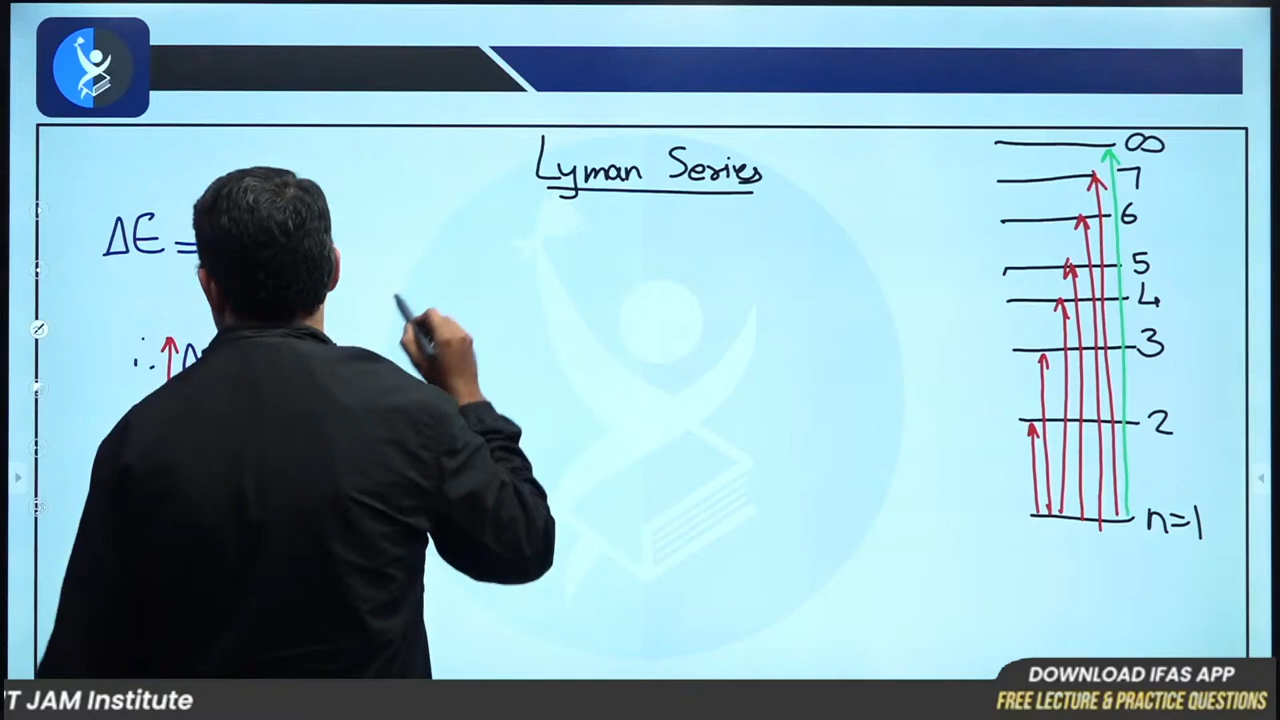 Lyman Series
ΔE =
∴ ↑
∞
7
6
5
4
3
2
n=1
DOWNLOAD IFAS APP
FREE LECTURE & PRACTICE QUESTIONS
JAM Institute